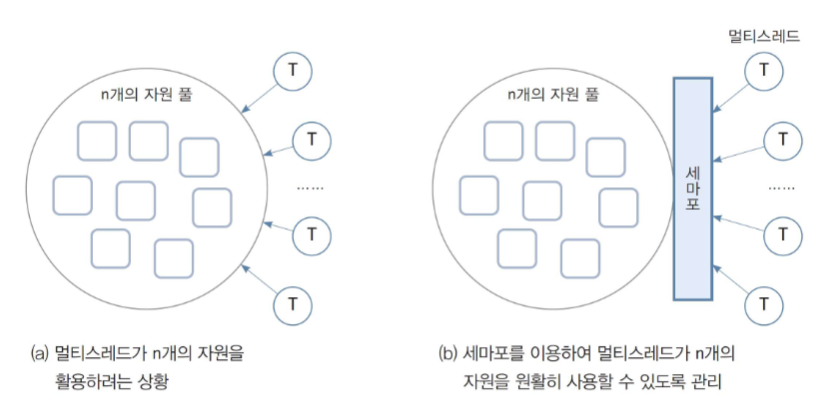 n개의 자원 풀
T
T
……
T
T
(a) 멀티스레드가 n개의 자원을
활용하려는 상황
멀티스레드
n개의 자원 풀
세마포
T
T
……
T
T
(b) 세마포를 이용하여 멀티스레드가 n개의
자원을 원활히 사용할 수 있도록 관리